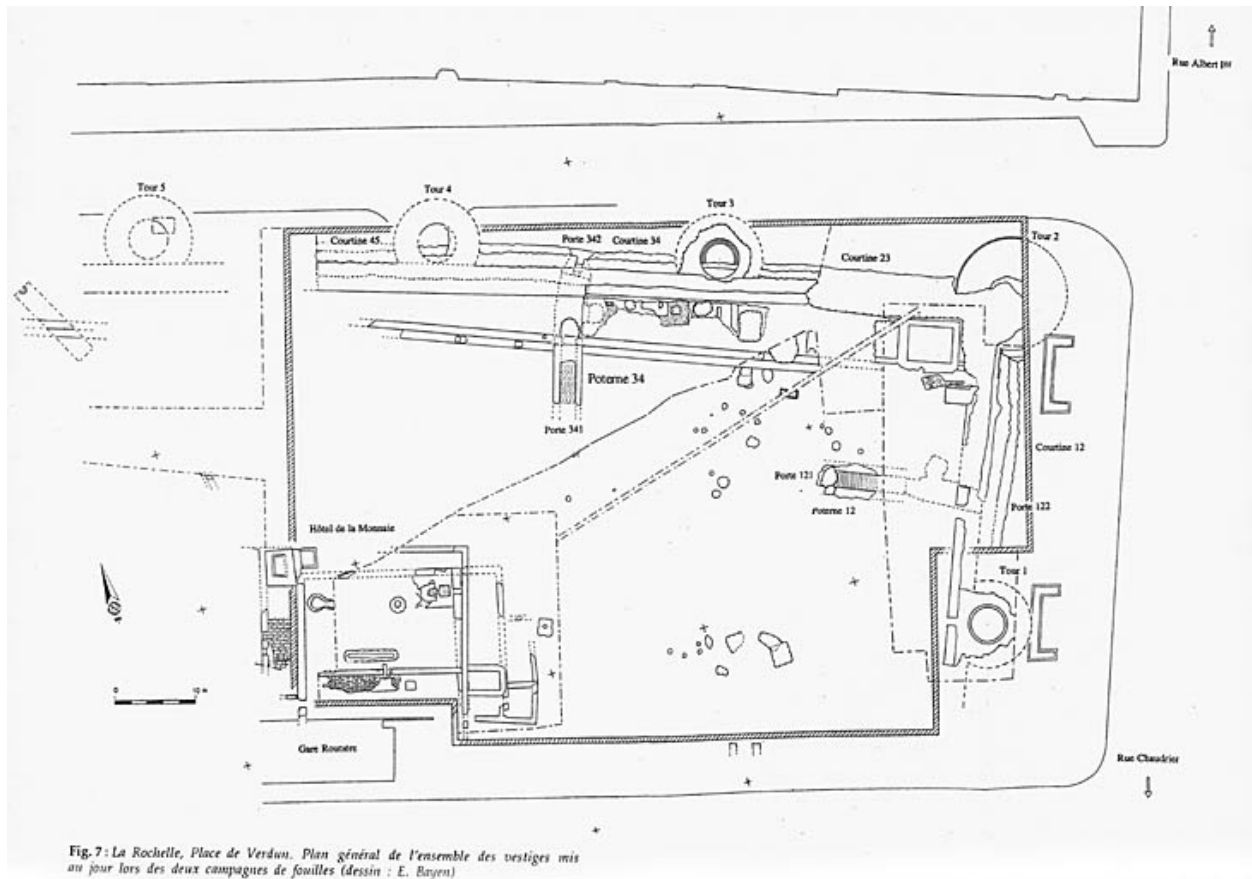 Rue Albert Ier
Tour 5
Tour 4
Tour 3
Tour 2
Courtine 45
Porte 342
Courtine 34
Courtine 23
Poterne 34
Porte 341
Courtine 12
Porte 121
Poterne 12
Porte 122
Hôtel de la Monnaie
Tour 1
0
Gare Routière
Rue Chaudrier
Fig. 7 : La Rochelle, Place de Verdun. Plan général de l'ensemble des vestiges mis
au jour lors des deux campagnes de fouilles (dessin : E. Bayen)